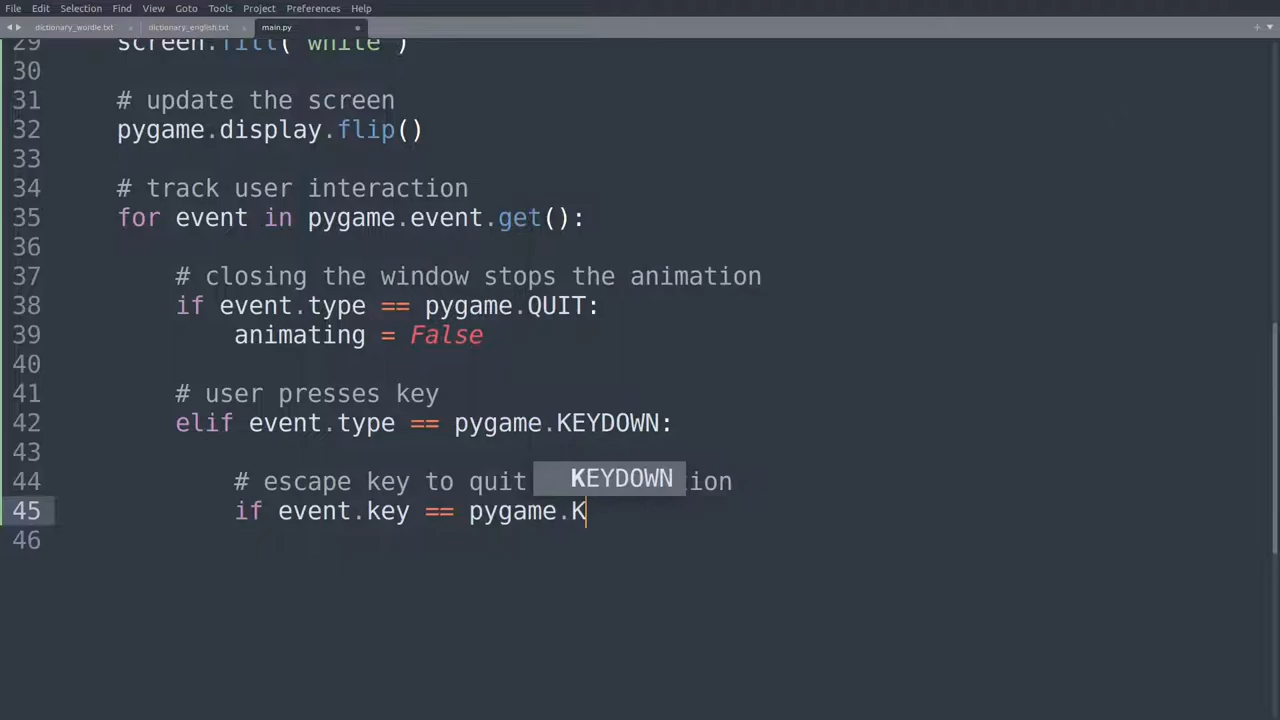 File Edit Selection Find View Goto Tools Project Preferences Help
dictionary_wordle.txt dictionary_english.txt main.py
29 screen.fill("white")
30
31 # update the screen
32 pygame.display.flip()
33
34 # track user interaction
35 for event in pygame.event.get():
36
37 # closing the window stops the animation
38 if event.type == pygame.QUIT:
39 animating = False
40
41 # user presses key
42 elif event.type == pygame.KEYDOWN:
43
KEYDOWN
44 # escape key to quit ion
45 if event.key == pygame.K
46